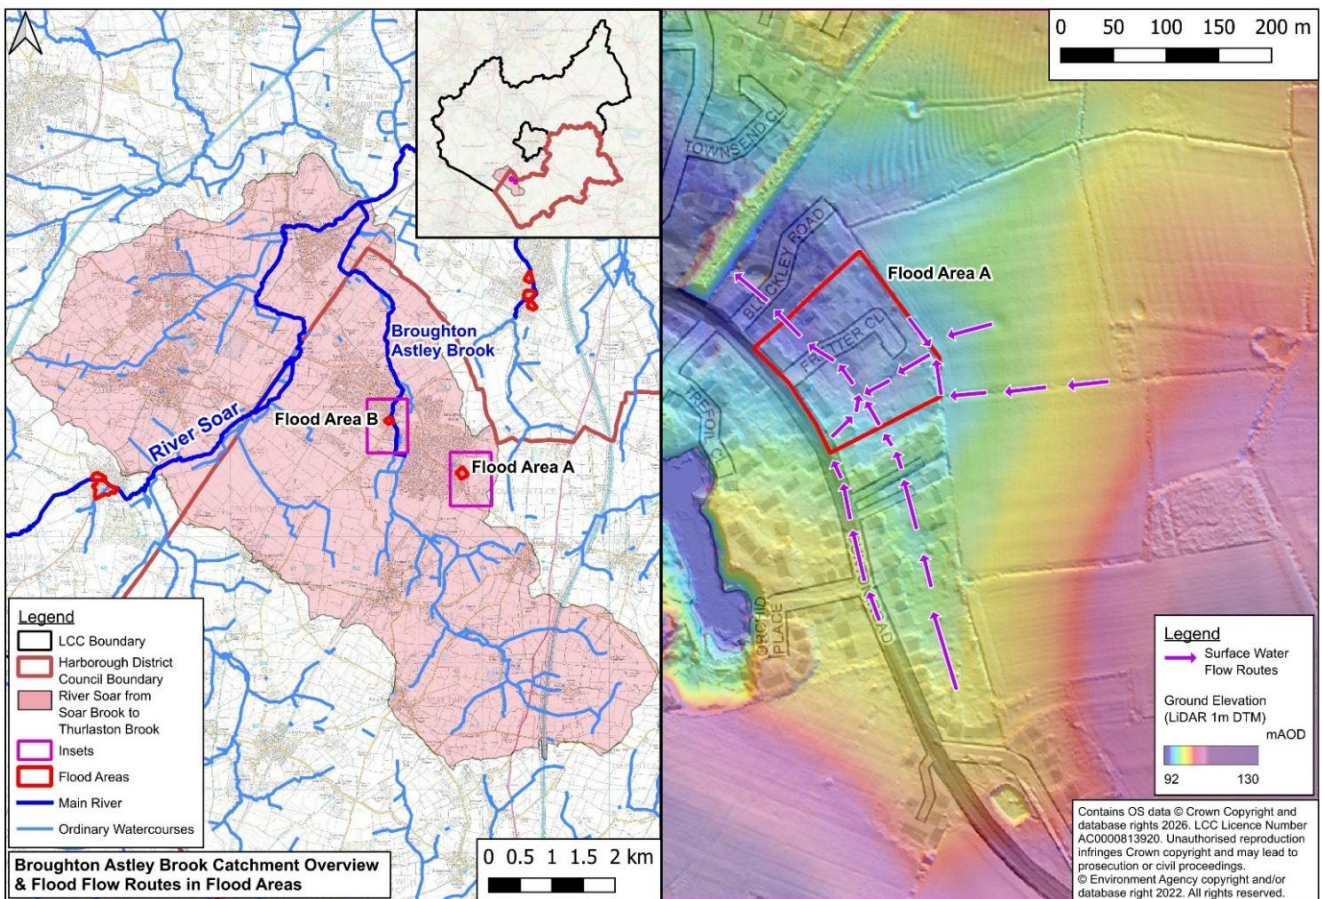 Broughton
Astley Brook
River Soar
Flood Area B
Flood Area A
Legend
LCC Boundary
Harborough District
Council Boundary
River Soar from
Soar Brook to
Thurlaston Brook
Insets
Flood Areas
Main River
Ordinary Watercourses
0 0.5 1 1.5 2 km
Broughton Astley Brook Catchment Overview
& Flood Flow Routes in Flood Areas
0 50 100 150 200 m
TOWNSEND CL
BLOCKLEY ROAD
Flood Area A
FRETTER CL
TREFOIL
CL
ORCHID
PLACE
ROAD
Legend
Surface Water
Flow Routes
Ground Elevation
(LiDAR 1m DTM)
mAOD
92 130
Contains OS data © Crown Copyright and
database rights 2026. LCC Licence Number
AC0000813920. Unauthorised reproduction
infringes Crown copyright and may lead to
prosecution or civil proceedings.
© Environment Agency copyright and/or
database right 2022. All rights reserved.